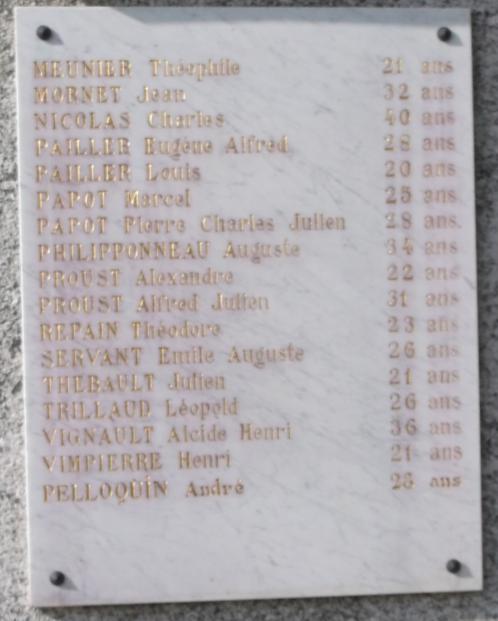 MEUNIER Théophile 21 ans
MORNET Jean 32 ans
NICOLAS Charles 40 ans
PAILLER Eugène Alfred 28 ans
PAILLER Louis 20 ans
PAPOT Marcel 25 ans
PAPOT Pierre Charles Julien 28 ans.
PHILIPPONNEAU Auguste 34 ans
PROUST Alexandre 22 ans
PROUST Alfred Julien 31 ans
REPAIN Théodore 23 ans
SERVANT Emile Auguste 26 ans
THEBAULT Julien 21 ans
TRILLAUD Léopold 26 ans
VIGNAULT Alcide Henri 36 ans
VIMPIERRE Henri 21 ans
PELLOQUIN André ans